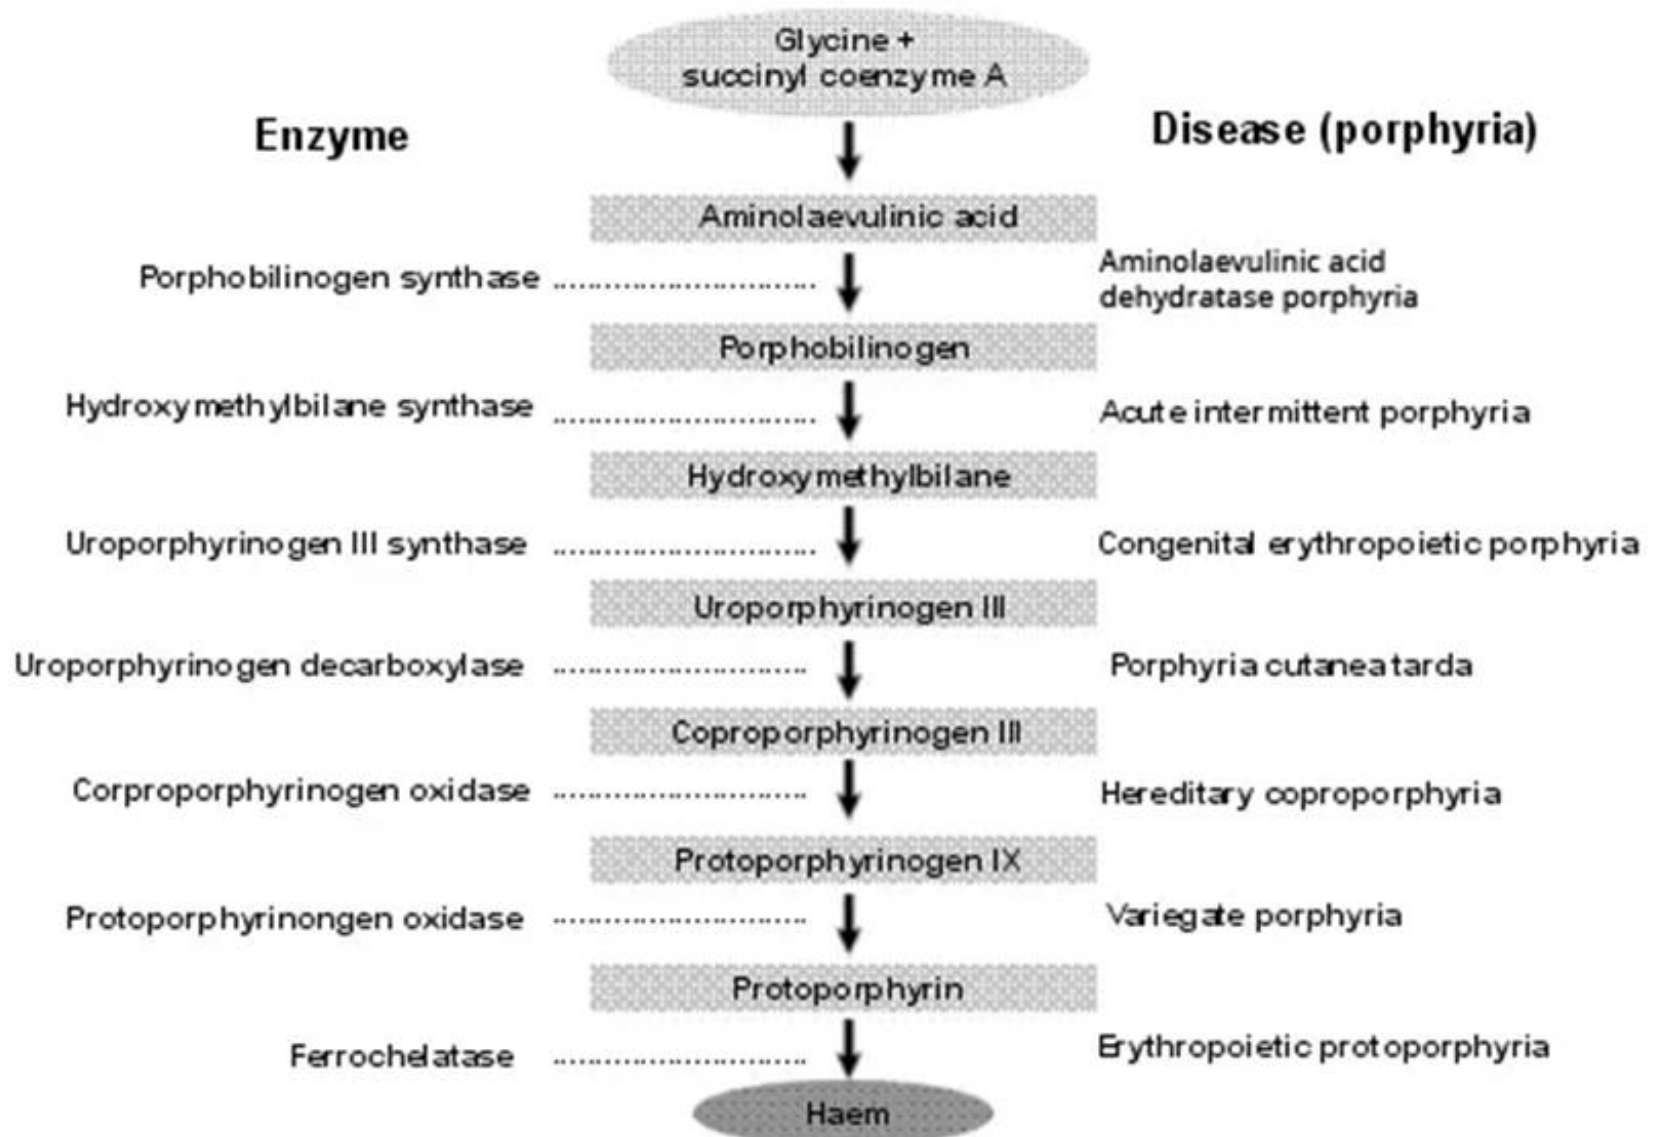 Glycine +
succinyl coenzyme A
Enzyme
Disease (porphyria)
Aminolaevulinic acid
Porphobilinogen synthase
Aminolaevulinic acid
dehydratase porphyria
Porphobilinogen
Hydroxymethylbilane synthase
Acute intermittent porphyria
Hydroxymethylbilane
Uroporphyrinogen III synthase
Congenital erythropoietic porphyria
Uroporphyrinogen III
Uroporphyrinogen decarboxylase
Porphyria cutanea tarda
Coproporphyrinogen III
Corproporphyrinogen oxidase
Hereditary coproporphyria
Protoporphyrinogen IX
Protoporphyrinongen oxidase
Variegate porphyria
Protoporphyrin
Ferrochelatase
Erythropoietic protoporphyria
Haem